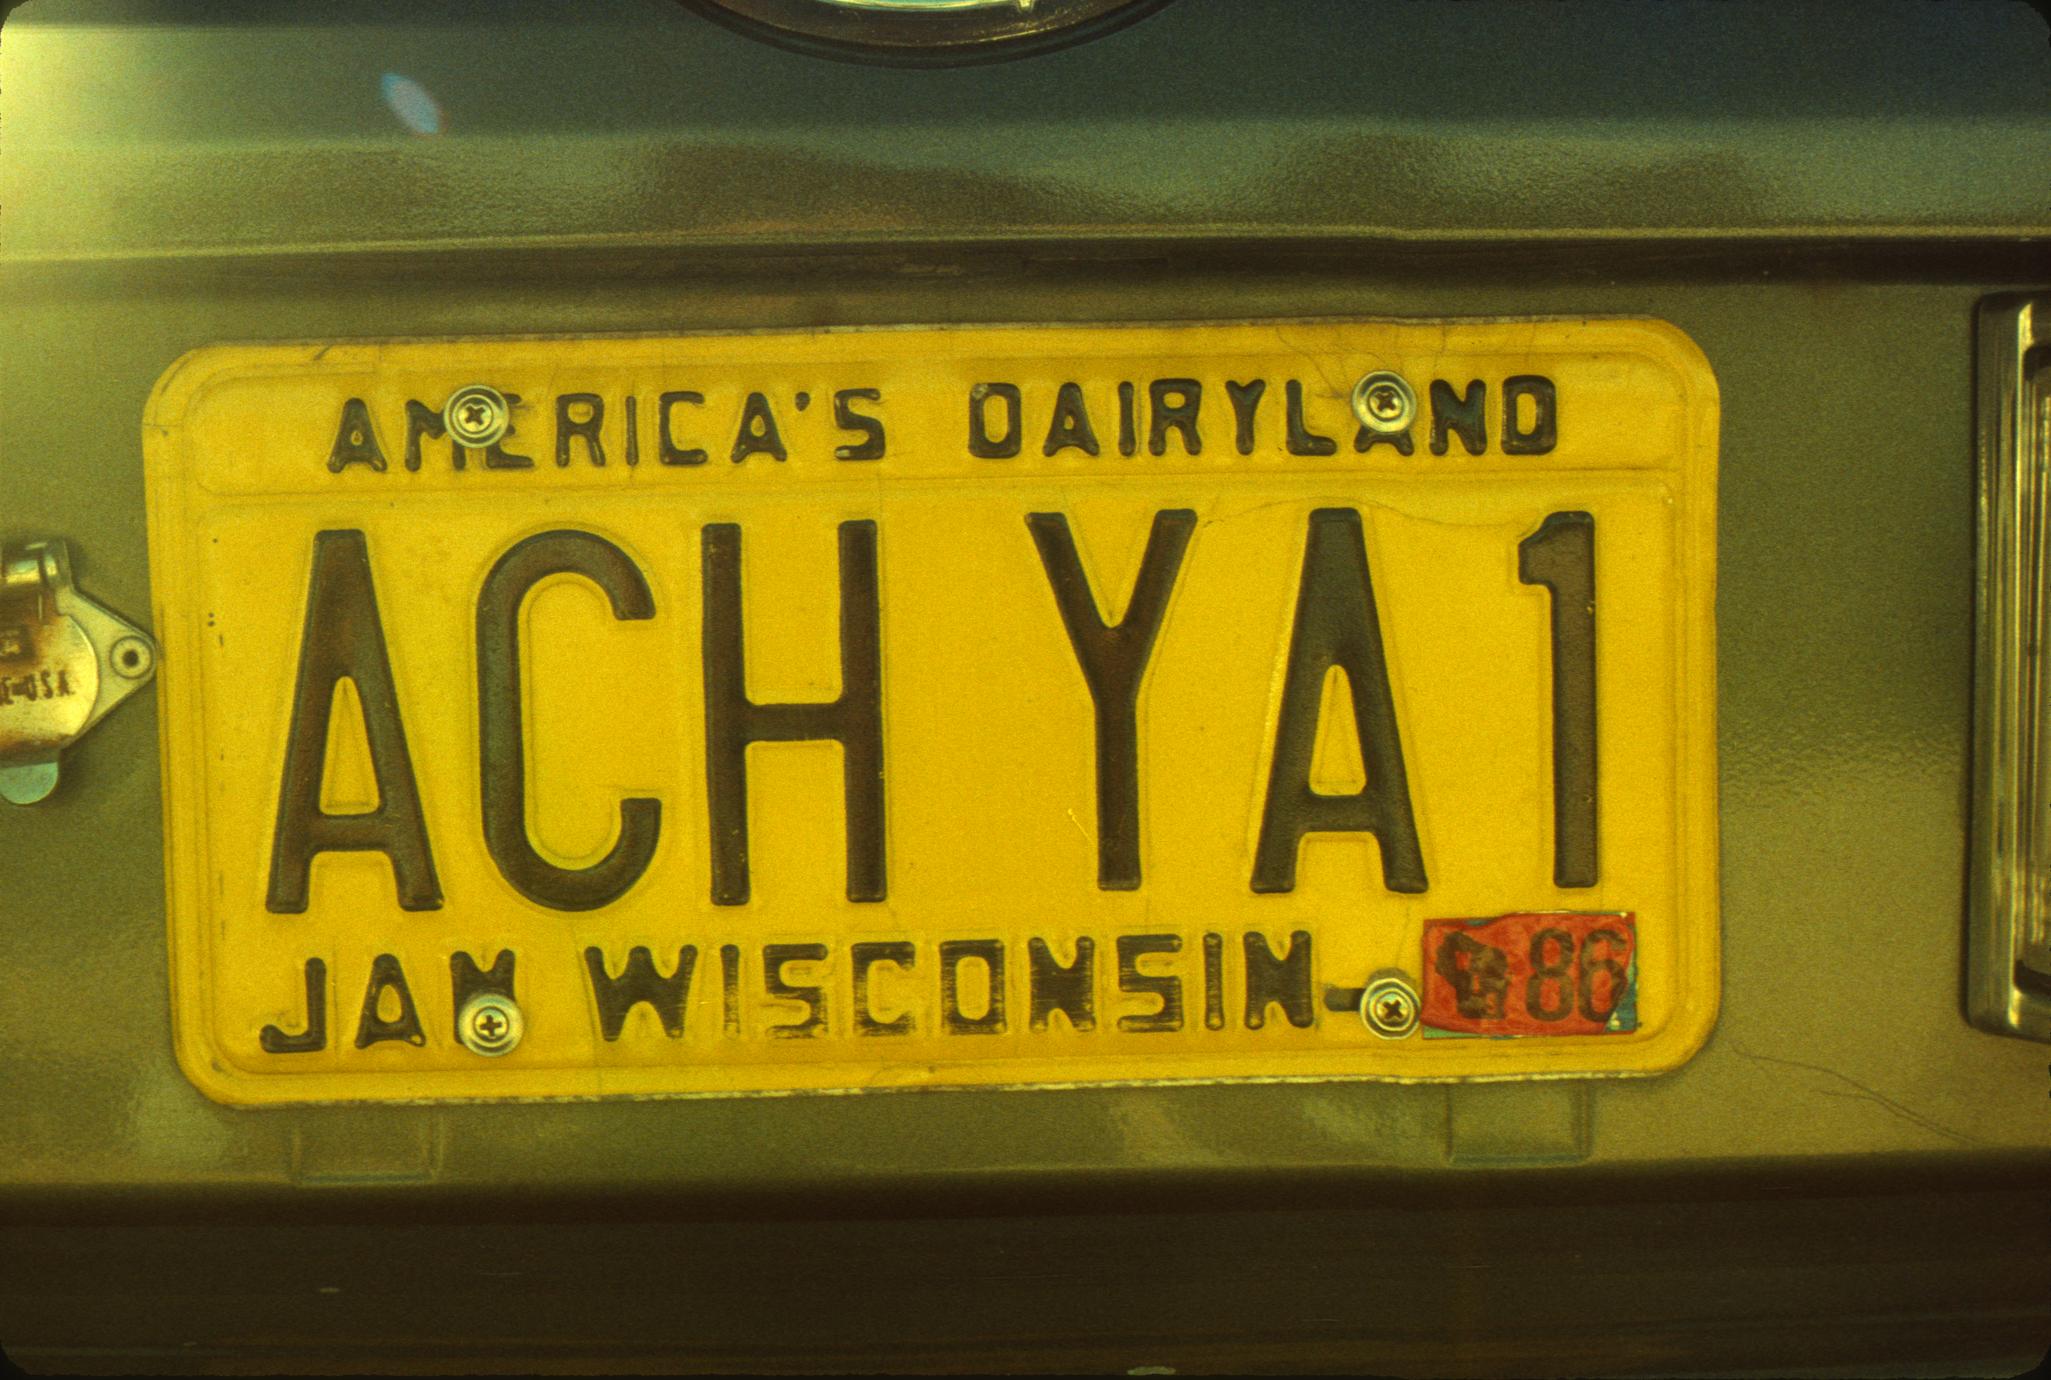 AMERICA'S DAIRYLAND
ACH YA1
JAN WISCONSIN 86
U.S.A.